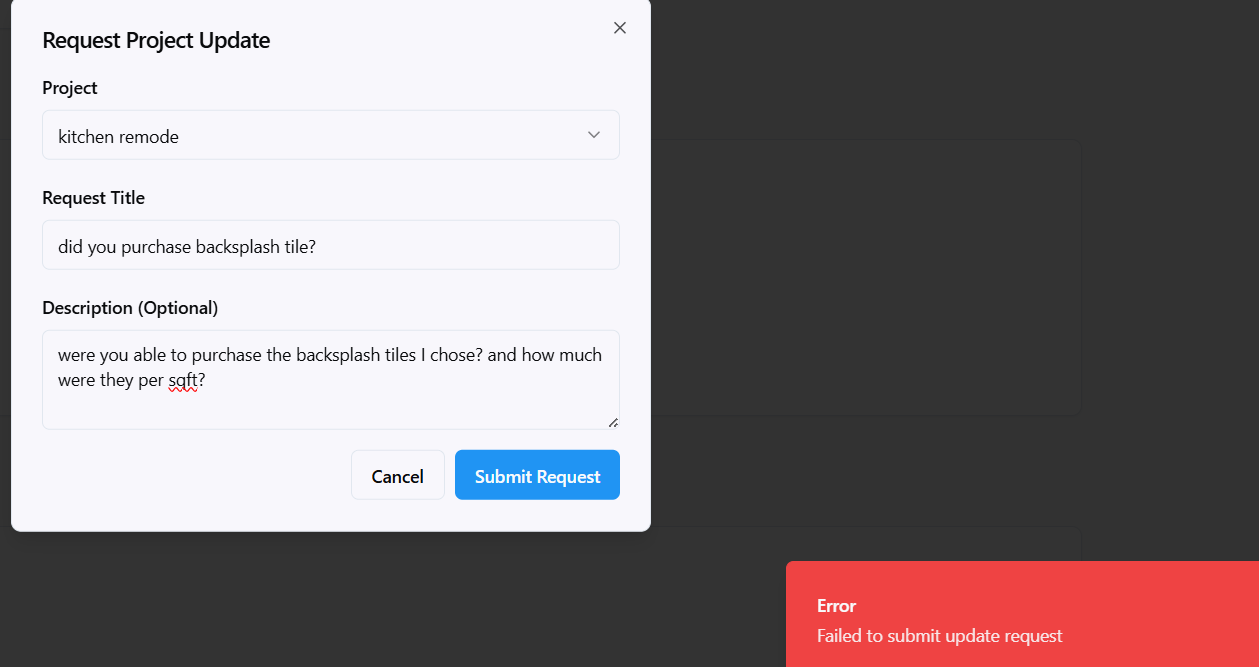 Request Project Update
Project
kitchen remode
Request Title
did you purchase backsplash tile?
Description (Optional)
were you able to purchase the backsplash tiles I chose? and how much
were they per sqft?
Cancel
Submit Request
Error
Failed to submit update request